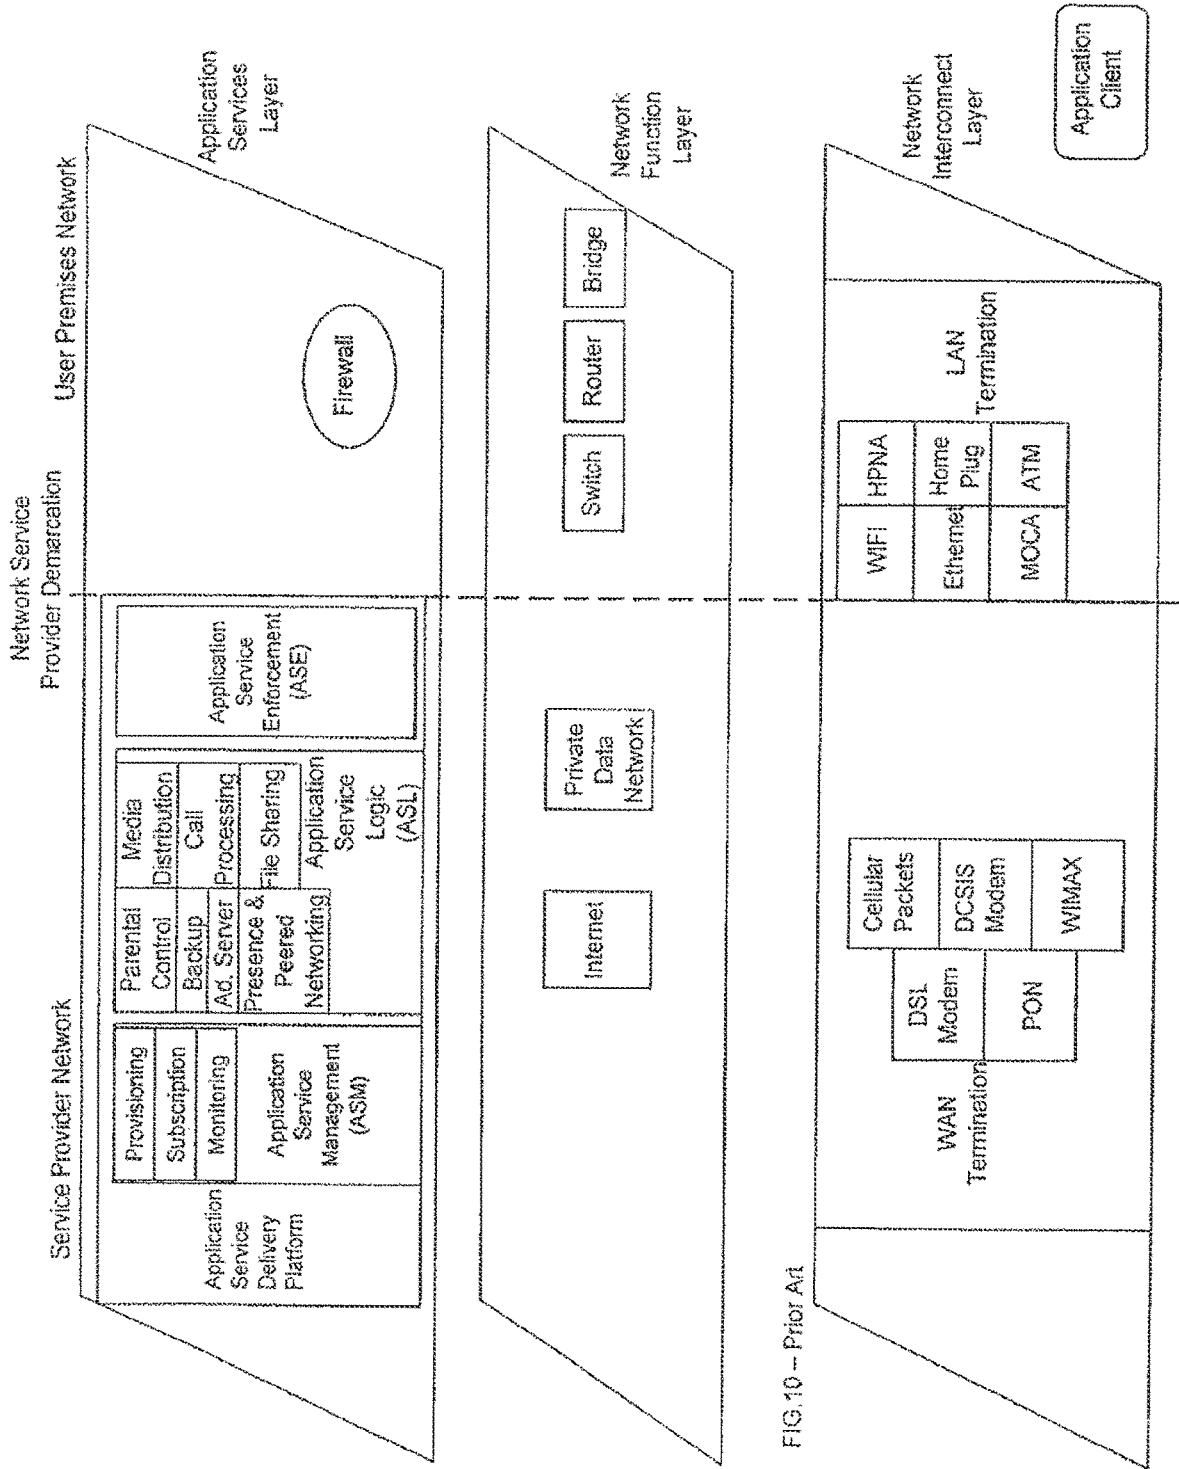 Network Service
Provider Demarcation
Service Provider Network
User Premises Network
Application
Services
Layer
Application
Service
Delivery
Platform
Provisioning
Subscription
Monitoring
Application
Service
Management
(ASM)
Parental
Control
Backup
Ad. Server
Presence &
Peered
Networking
Media
Distribution
Call
Processing
File Sharing
Application
Service
Logic
(ASL)
Application
Service
Enforcement
(ASE)
Firewall
Network
Function
Layer
Internet
Private
Data
Network
Switch
Router
Bridge
FIG.10 – Prior Art
Network
Interconnect
Layer
WAN
Termination
DSL
Modem
PON
Cellular
Packets
DCSIS
Modem
WIMAX
WIFI
Ethernet
MOCA
HPNA
Home
Plug
ATM
LAN
Termination
Application
Client